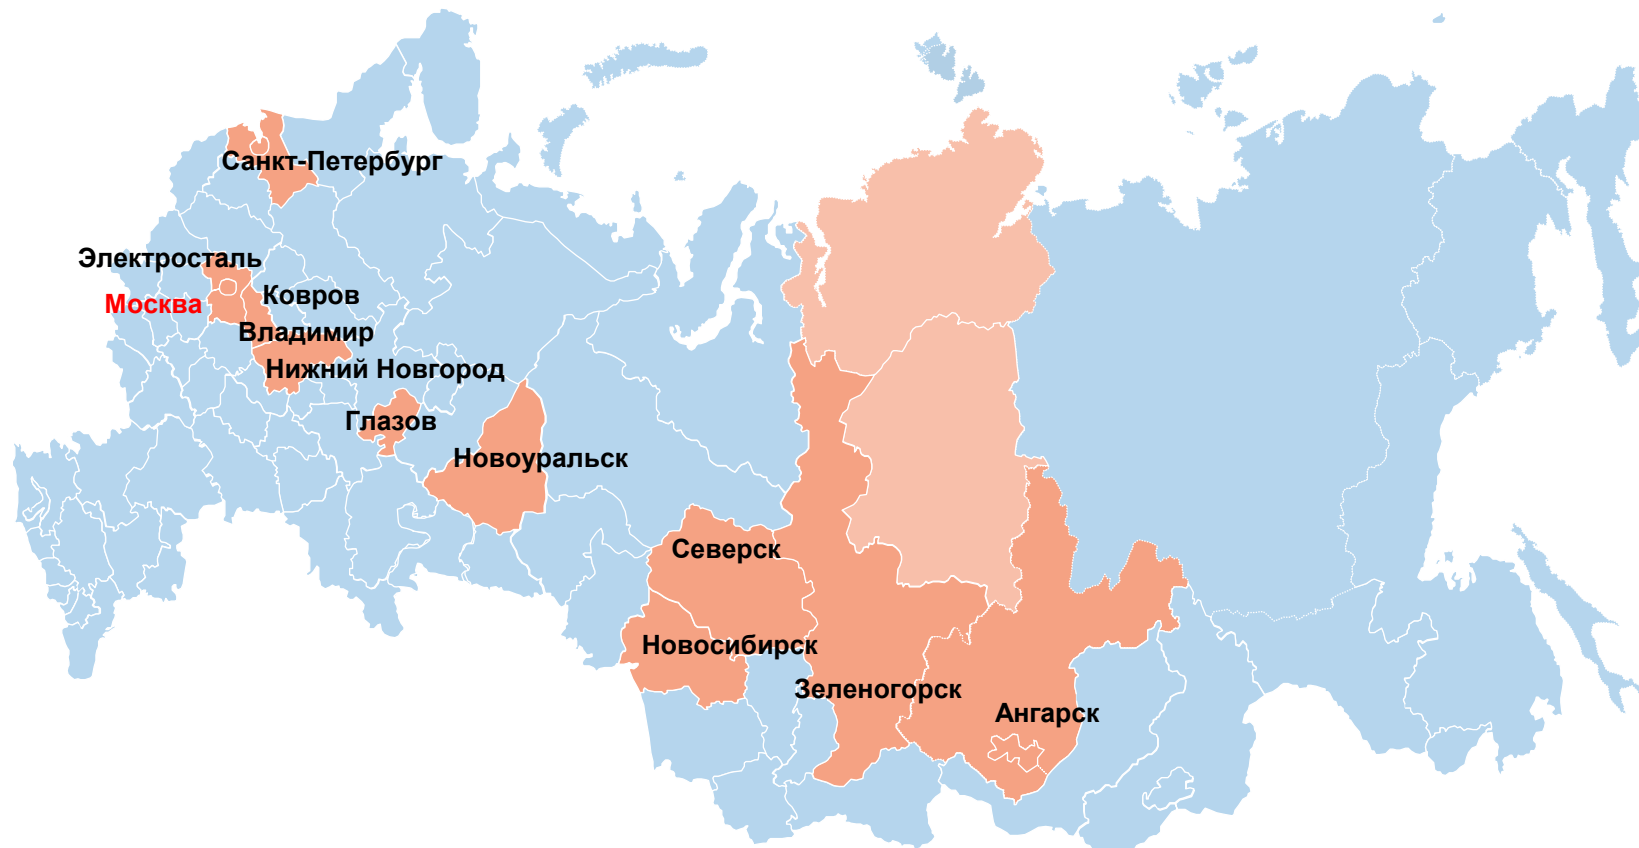 Санкт-Петербург
Электросталь
Ковров
Москва
Владимир
Нижний Новгород
Глазов
Новоуральск
Северск
Новосибирск
Зеленогорск
Ангарск